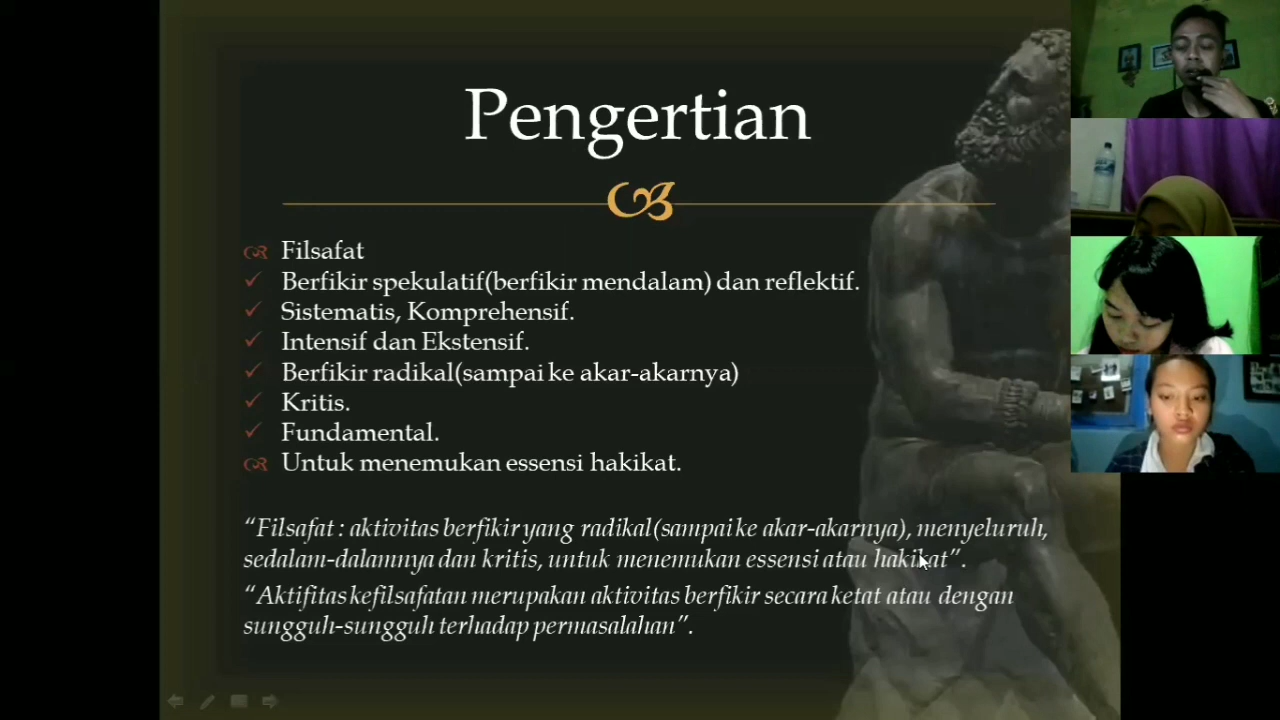 Pengertian
Filsafat
Berfikir spekulatif(berfikir mendalam) dan reflektif.
Sistematis, Komprehensif.
Intensif dan Ekstensif.
Berfikir radikal(sampai ke akar-akarnya)
Kritis.
Fundamental.
Untuk menemukan essensi hakikat.
“Filsafat : aktivitas berfikir yang radikal(sampai ke akar-akarnya), menyeluruh,
sedalam-dalamnya dan kritis, untuk menemukan essensi atau hakikat”.
“Aktifitas kefilsafatan merupakan aktivitas berfikir secara ketat atau dengan
sungguh-sungguh terhadap permasalahan”.